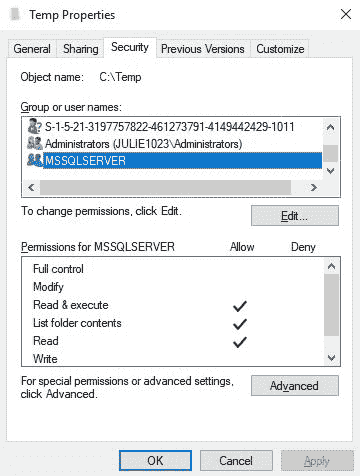 Temp Properties
General Sharing Security Previous Versions Customize
Object name: C:\Temp
Group or user names:
S-1-5-21-3197757822-461273791-4149442429-1011
Administrators (JULIE1023\Administrators)
MSSQLSERVER
To change permissions, click Edit.
Edit...
Permissions for MSSQLSERVER Allow Deny
Full control
Modify
Read & execute
List folder contents
Read
Write
For special permissions or advanced settings,
click Advanced.
Advanced
OK Cancel Apply